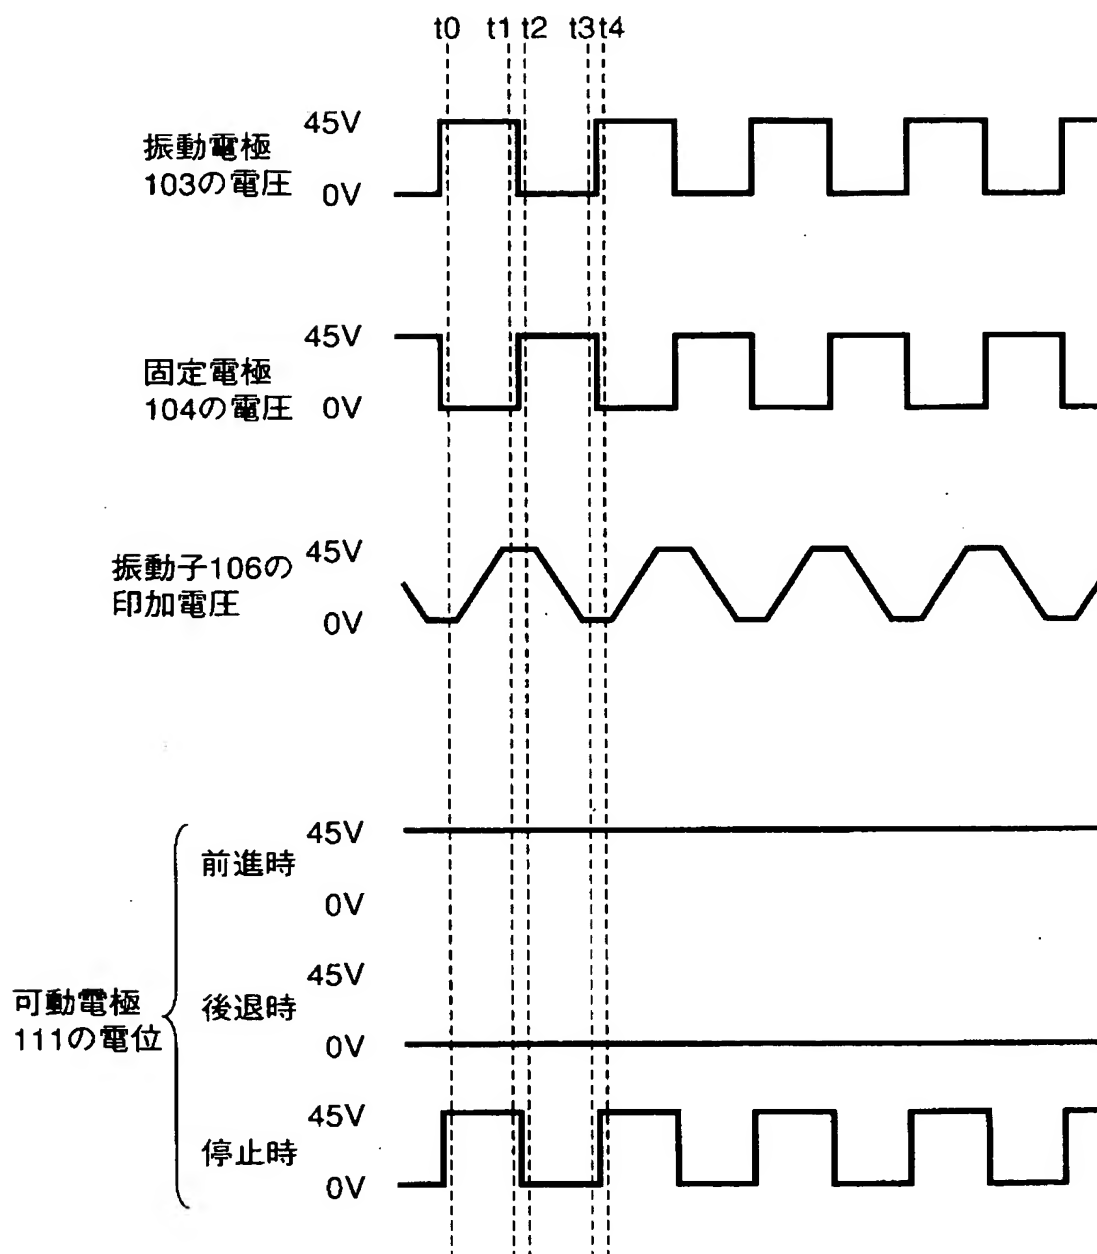 t0 t1 t2 t3 t4
45V
振動電極
103の電圧
0V
45V
固定電極
104の電圧
0V
45V
振動子106の
印加電圧
0V
45V
前進時
0V
45V
可動電極
111の電位
後退時
0V
45V
停止時
0V